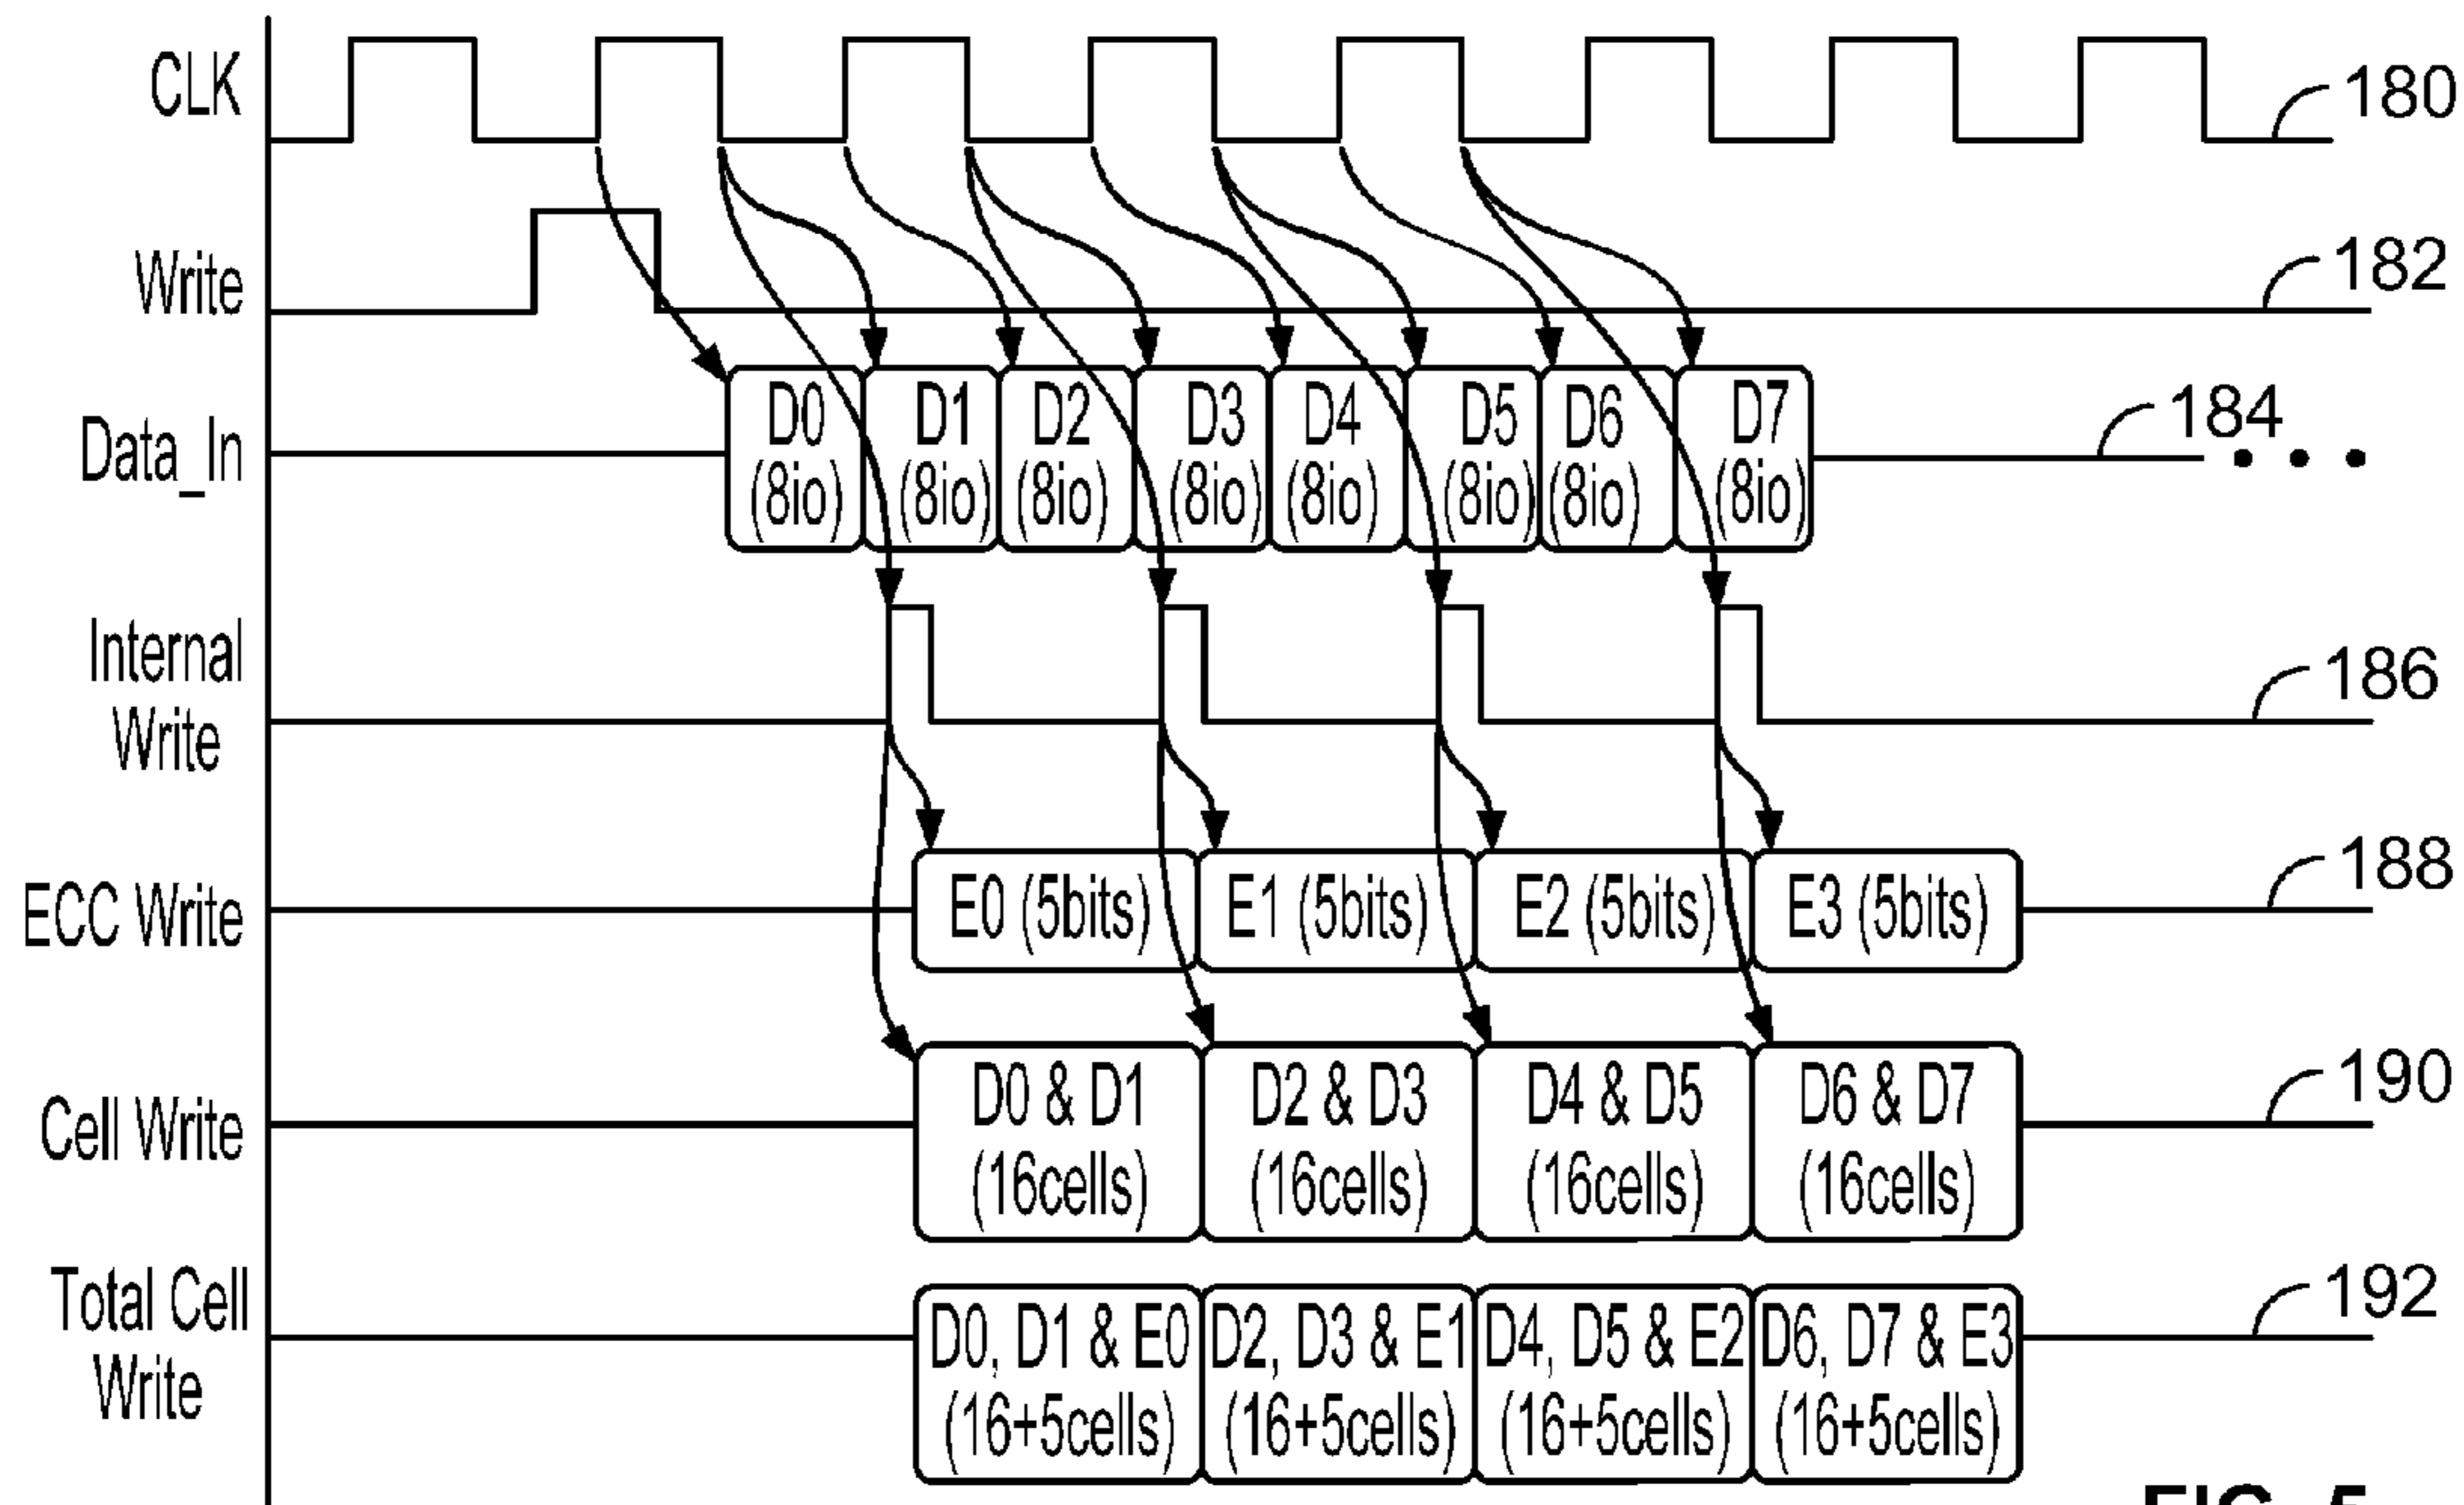 CLK
180
Write
182
Data_In
D0 D1 D2 D3 D4 D5 D6 D7
(8io) (8io) (8io) (8io) (8io) (8io) (8io) (8io)
184
Internal
Write
186
ECC Write
E0 (5bits) E1 (5bits) E2 (5bits) E3 (5bits)
188
Cell Write
D0 & D1 D2 & D3 D4 & D5 D6 & D7
(16cells) (16cells) (16cells) (16cells)
190
Total Cell
Write
D0, D1 & E0 D2, D3 & E1 D4, D5 & E2 D6, D7 & E3
(16+5cells) (16+5cells) (16+5cells) (16+5cells)
192
FIG. 5